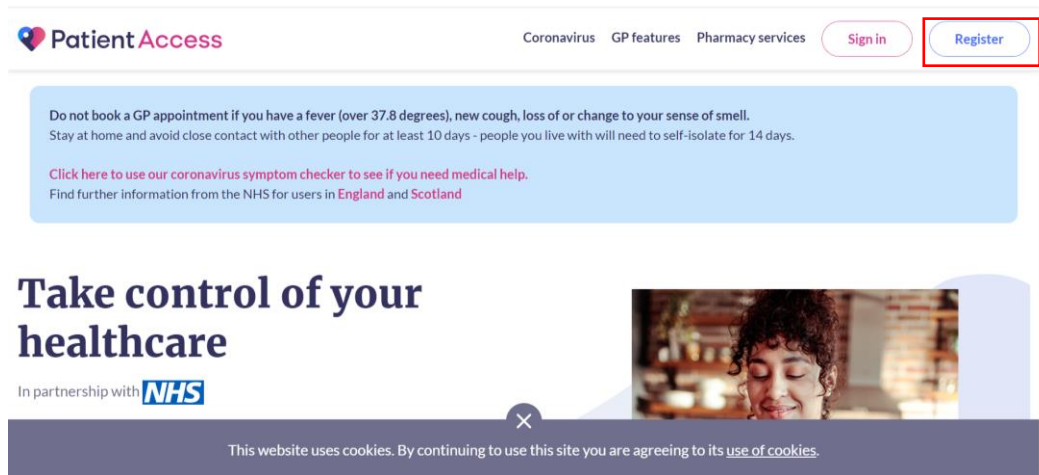 Patient Access
Coronavirus GP features Pharmacy services Sign in Register
Do not book a GP appointment if you have a fever (over 37.8 degrees), new cough, loss of or change to your sense of smell.
Stay at home and avoid close contact with other people for at least 10 days - people you live with will need to self-isolate for 14 days.
Click here to use our coronavirus symptom checker to see if you need medical help.
Find further information from the NHS for users in England and Scotland
Take control of your
healthcare
In partnership with NHS
This website uses cookies. By continuing to use this site you are agreeing to its use of cookies.